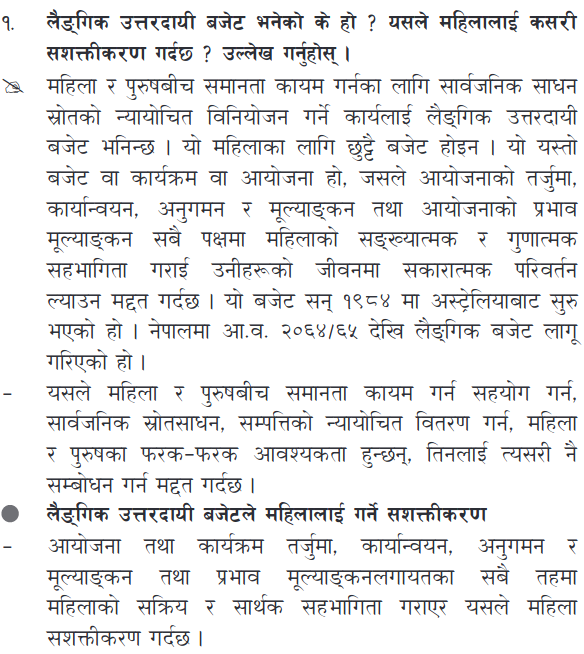 १. लैङ्गिक उत्तरदायी बजेट भनेको के हो ? यसले महिलालाई कसरी
सशक्तीकरण गर्दछ ? उल्लेख गर्नुहोस् ।
महिला र पुरुषबीच समानता कायम गर्नका लागि सार्वजनिक साधन
स्रोतको न्यायोचित विनियोजन गर्ने कार्यलाई लैङ्गिक उत्तरदायी
बजेट भनिन्छ । यो महिलाका लागि छुट्टै बजेट होइन । यो यस्तो
बजेट वा कार्यक्रम वा आयोजना हो, जसले आयोजनाको तर्जुमा,
कार्यान्वयन, अनुगमन र मूल्याङ्कन तथा आयोजनाको प्रभाव
मूल्याङ्कन सबै पक्षमा महिलाको सङ्ख्यात्मक र गुणात्मक
सहभागिता गराई उनीहरूको जीवनमा सकारात्मक परिवर्तन
ल्याउन मद्दत गर्दछ । यो बजेट सन् १९८४ मा अस्ट्रेलियाबाट सुरु
भएको हो । नेपालमा आ.व. २०६४/६५ देखि लैङ्गिक बजेट लागू
गरिएको हो ।
- यसले महिला र पुरुषबीच समानता कायम गर्न सहयोग गर्न,
सार्वजनिक स्रोतसाधन, सम्पत्तिको न्यायोचित वितरण गर्न, महिला
र पुरुषका फरक-फरक आवश्यकता हुन्छन्, तिनलाई त्यसरी नै
सम्बोधन गर्न मद्दत गर्दछ ।
● लैङ्गिक उत्तरदायी बजेटले महिलालाई गर्ने सशक्तीकरण
- आयोजना तथा कार्यक्रम तर्जुमा, कार्यान्वयन, अनुगमन र
मूल्याङ्कन तथा प्रभाव मूल्याङ्कनलगायतका सबै तहमा
महिलाको सक्रिय र सार्थक सहभागिता गराएर यसले महिला
सशक्तीकरण गर्दछ ।